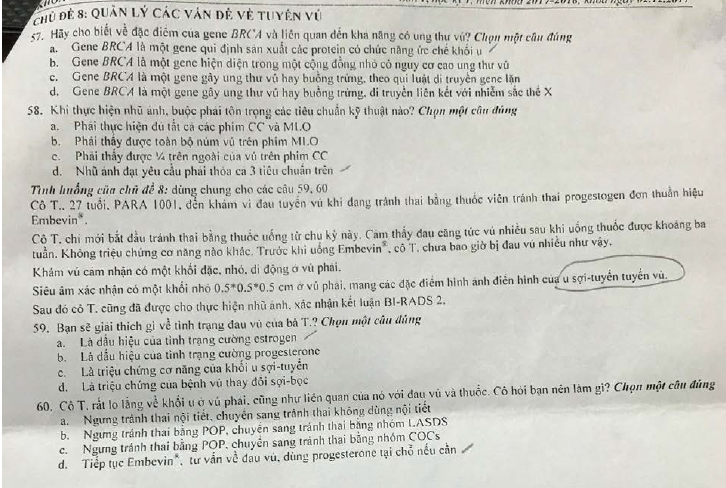 CHỦ ĐỀ 8: QUẢN LÝ CÁC VẤN ĐỀ VỀ TUYẾN VÚ
57. Hãy cho biết về đặc điểm của gene BRCA và liên quan đến khả năng có ung thư vú? Chọn một câu đúng
a. Gene BRCA là một gene qui định sản xuất các protein có chức năng ức chế khối u
b. Gene BRCA là một gene hiện diện trong một cộng đồng nhỏ có nguy cơ cao ung thư vú
c. Gene BRCA là một gene gây ung thư vú hay buồng trứng, theo qui luật di truyền gene lặn
d. Gene BRCA là một gene gây ung thư vú hay buồng trứng, di truyền liên kết với nhiễm sắc thể X
58. Khi thực hiện nhũ ảnh, buộc phải tôn trọng các tiêu chuẩn kỹ thuật nào? Chọn một câu đúng
a. Phải thực hiện đủ tất cả các phim CC và MLO
b. Phải thấy được toàn bộ núm vú trên phim MLO
c. Phải thấy được ¼ trên ngoài của vú trên phim CC
d. Nhũ ảnh đạt yêu cầu phải thỏa cả 3 tiêu chuẩn trên
Tình huống của chủ đề 8: dùng chung cho các câu 59, 60
Cô T., 27 tuổi, PARA 1001, đến khám vì đau tuyến vú khi đang tránh thai bằng thuốc viên tránh thai progestogen đơn thuần hiệu
Embevin®.
Cô T. chỉ mới bắt đầu tránh thai bằng thuốc uống từ chu kỳ này. Cảm thấy đau căng tức vú nhiều sau khi uống thuốc được khoảng ba
tuần. Không triệu chứng cơ năng nào khác. Trước khi uống Embevin®, cô T. chưa bao giờ bị đau vú nhiều như vậy.
Khám vú cảm nhận có một khối đặc, nhỏ, di động ở vú phải.
Siêu âm xác nhận có một khối nhỏ 0.5*0.5*0.5 cm ở vú phải, mang các đặc điểm hình ảnh điển hình của u sợi-tuyến tuyến vú.
Sau đó cô T. cũng đã được cho thực hiện nhũ ảnh, xác nhận kết luận BI-RADS 2.
59. Bạn sẽ giải thích gì về tình trạng đau vú của bà T.? Chọn một câu đúng
a. Là dấu hiệu của tình trạng cường estrogen
b. Là dấu hiệu của tình trạng cường progesterone
c. Là triệu chứng cơ năng của khối u sợi-tuyến
d. Là triệu chứng của bệnh vú thay đổi sợi-bọc
60. Cô T. rất lo lắng về khối u ở vú phải, cũng như liên quan của nó với đau vú và thuốc. Cô hỏi bạn nên làm gì? Chọn một câu đúng
a. Ngưng tránh thai nội tiết, chuyển sang tránh thai không dùng nội tiết
b. Ngưng tránh thai bằng POP, chuyển sang tránh thai bằng nhóm LASDS
c. Ngưng tránh thai bằng POP, chuyển sang tránh thai bằng nhóm COCs
d. Tiếp tục Embevin®, tư vấn về đau vú, dùng progesterone tại chỗ nếu cần